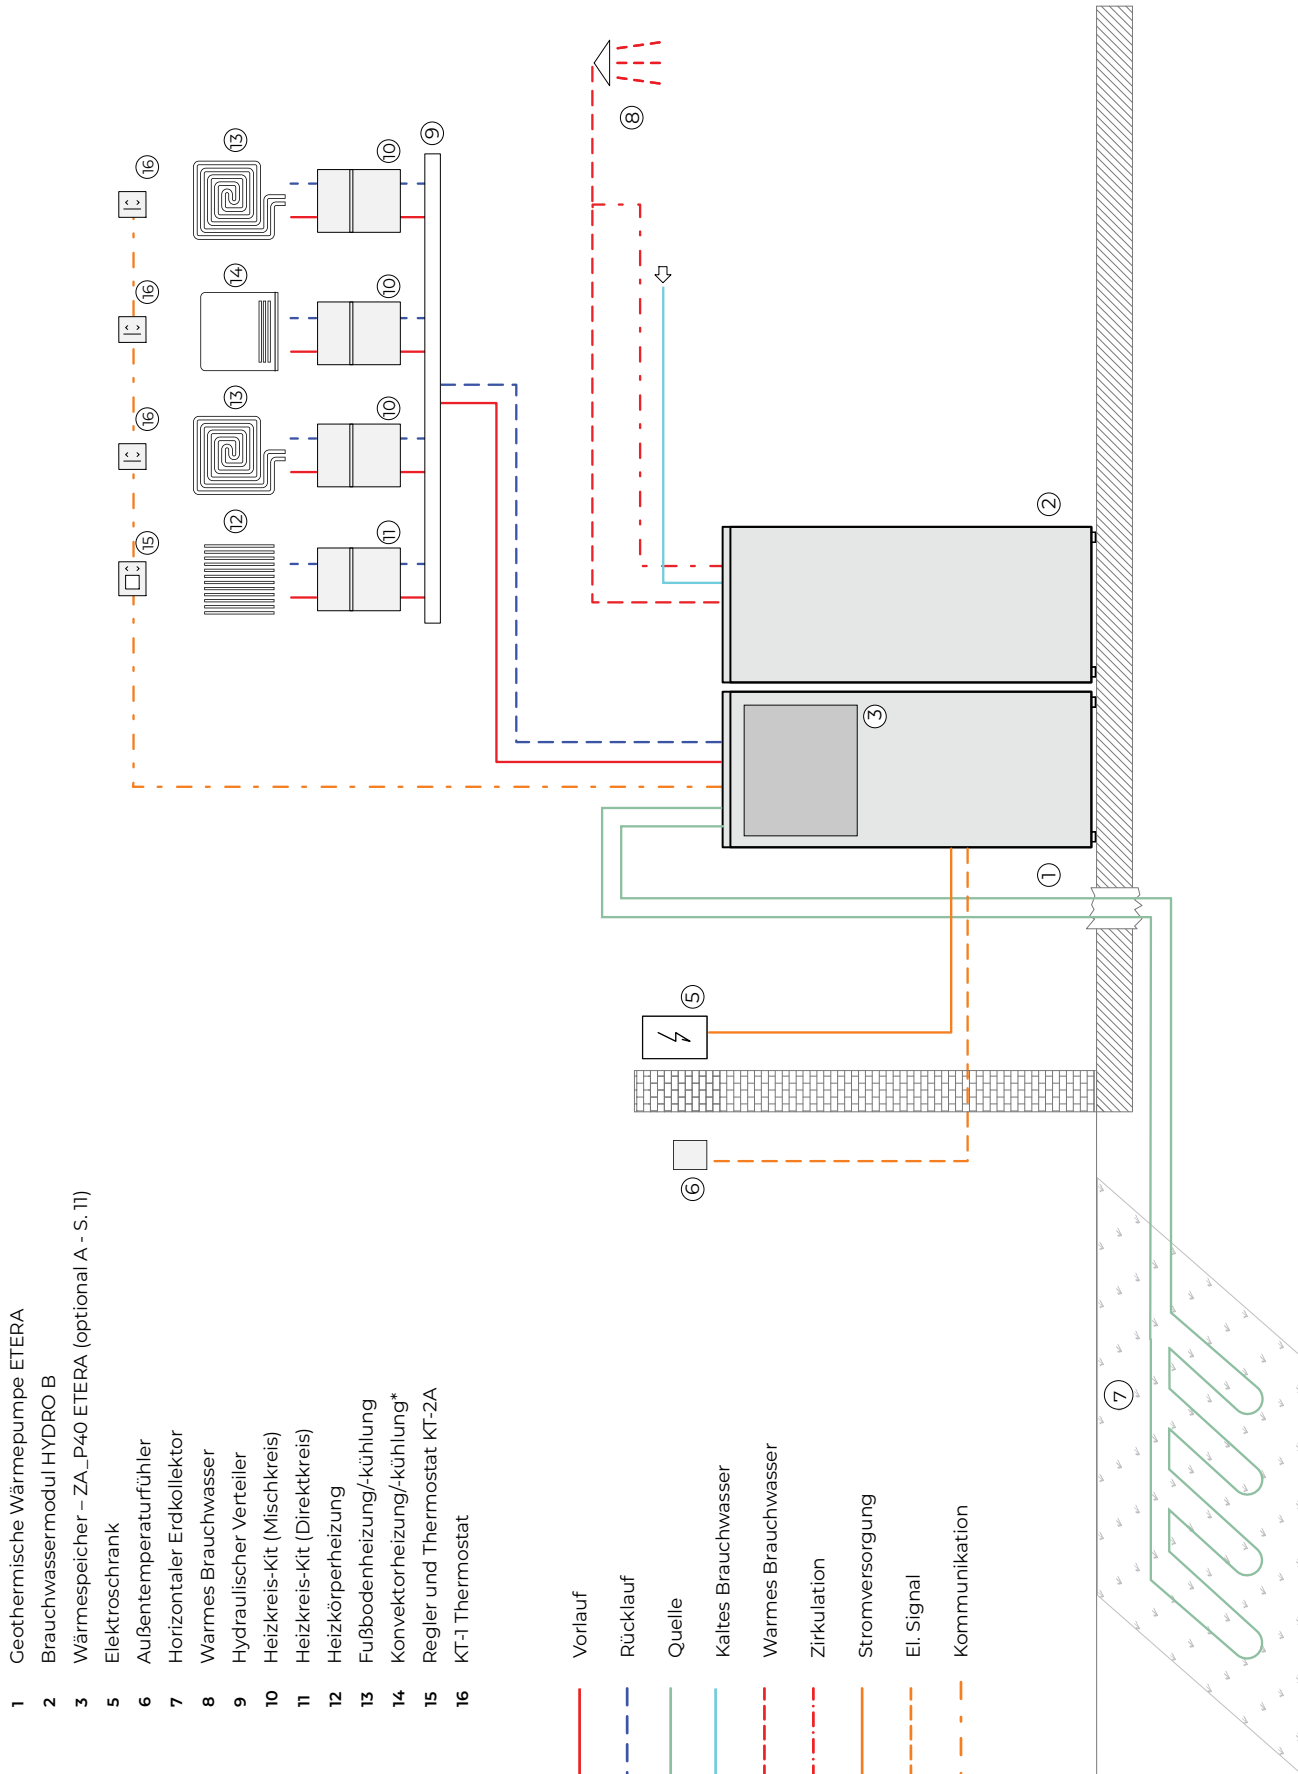 1 Geothermische Wärmepumpe ETERA
2 Brauchwassermodul HYDRO B
3 Wärmespeicher – ZA_P40 ETERA (optional A - S. 11)
5 Elektroschrank
6 Außentemperaturfühler
7 Horizontaler Erdkollektor
8 Warmes Brauchwasser
9 Hydraulischer Verteiler
10 Heizkreis-Kit (Mischkreis)
11 Heizkreis-Kit (Direktkreis)
12 Heizkörperheizung
13 Fußbodenheizung/-kühlung
14 Konvektorheizung/-kühlung*
15 Regler und Thermostat KT-2A
16 KT-1 Thermostat
Vorlauf
Rücklauf
Quelle
Kaltes Brauchwasser
Warmes Brauchwasser
Zirkulation
Stromversorgung
El. Signal
Kommunikation
15
16
16
16
12
13
14
13
11
10
10
10
9
8
6
5
3
1
2
7